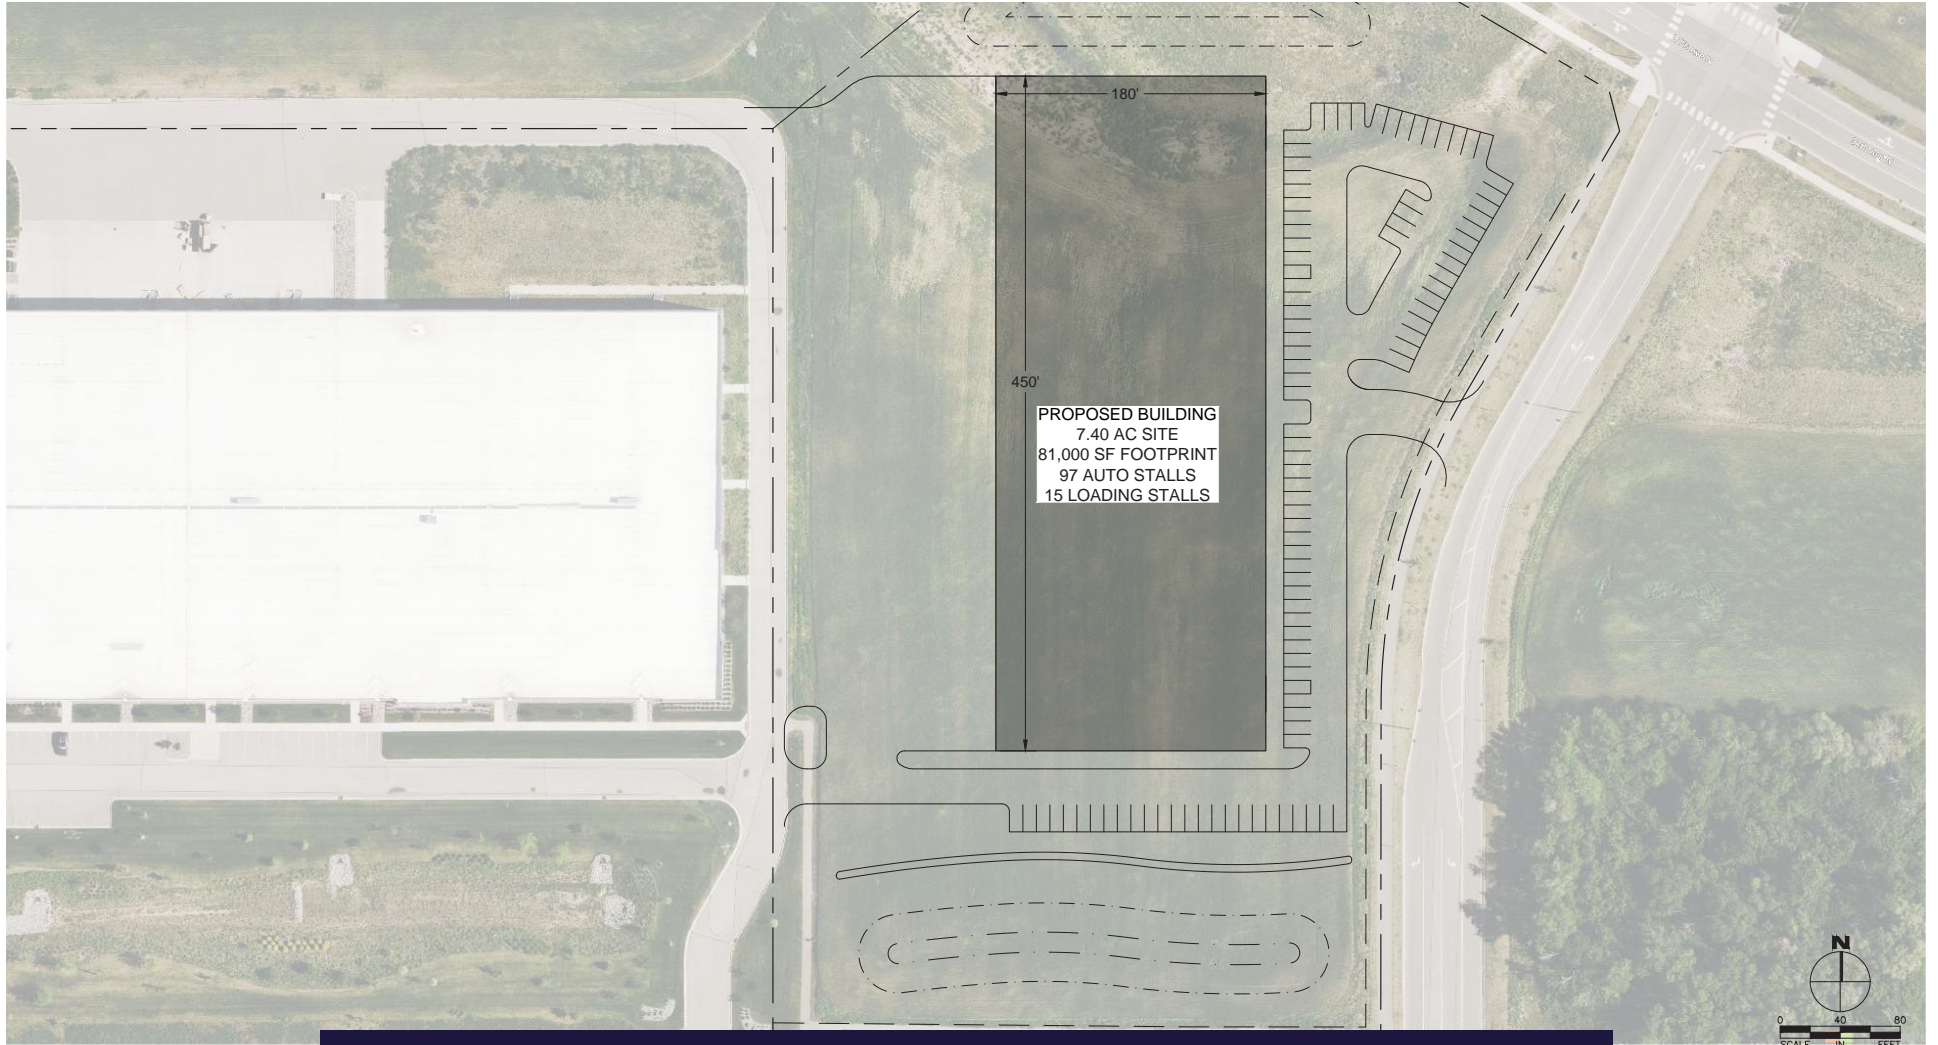 180'
450'
PROPOSED BUILDING
7.40 AC SITE
81,000 SF FOOTPRINT
97 AUTO STALLS
15 LOADING STALLS
N
0 40 80
SCALE IN FEET